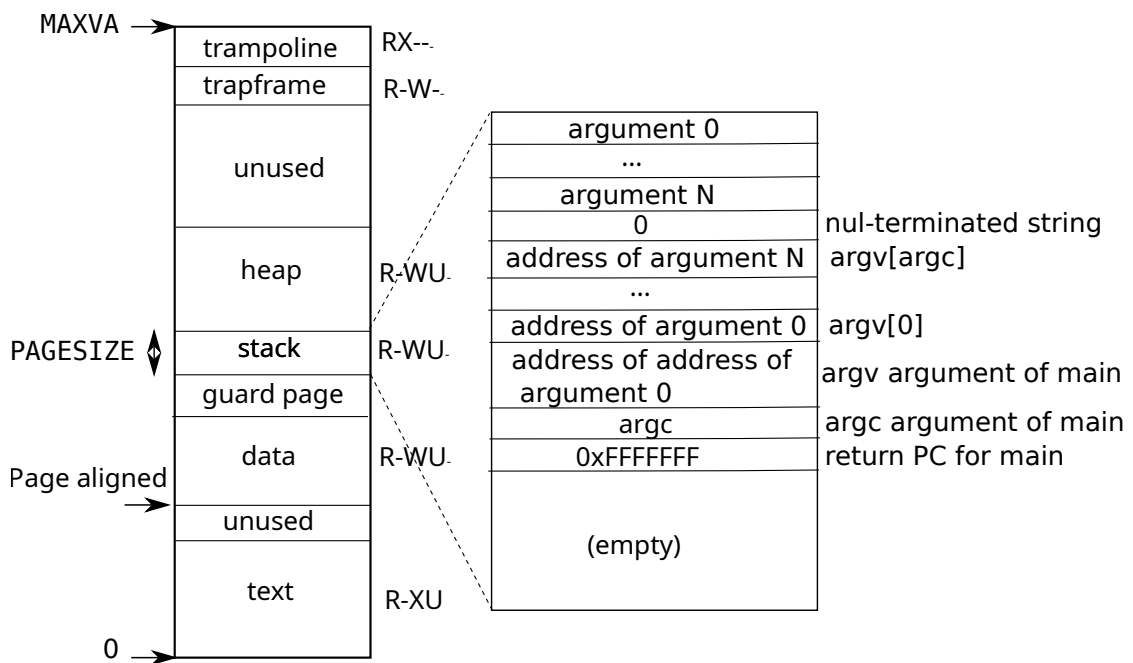 MAXVA
trampoline
RX--
trapframe
R-W-
unused
heap
R-WU
PAGESIZE
stack
R-WU
guard page
data
R-WU
Page aligned
unused
text
R-XU
0
argument 0
...
argument N
0
nul-terminated string
address of argument N
argv[argc]
...
address of argument 0
argv[0]
address of address of
argument 0
argv argument of main
argc
argc argument of main
0xFFFFFFF
return PC for main
(empty)